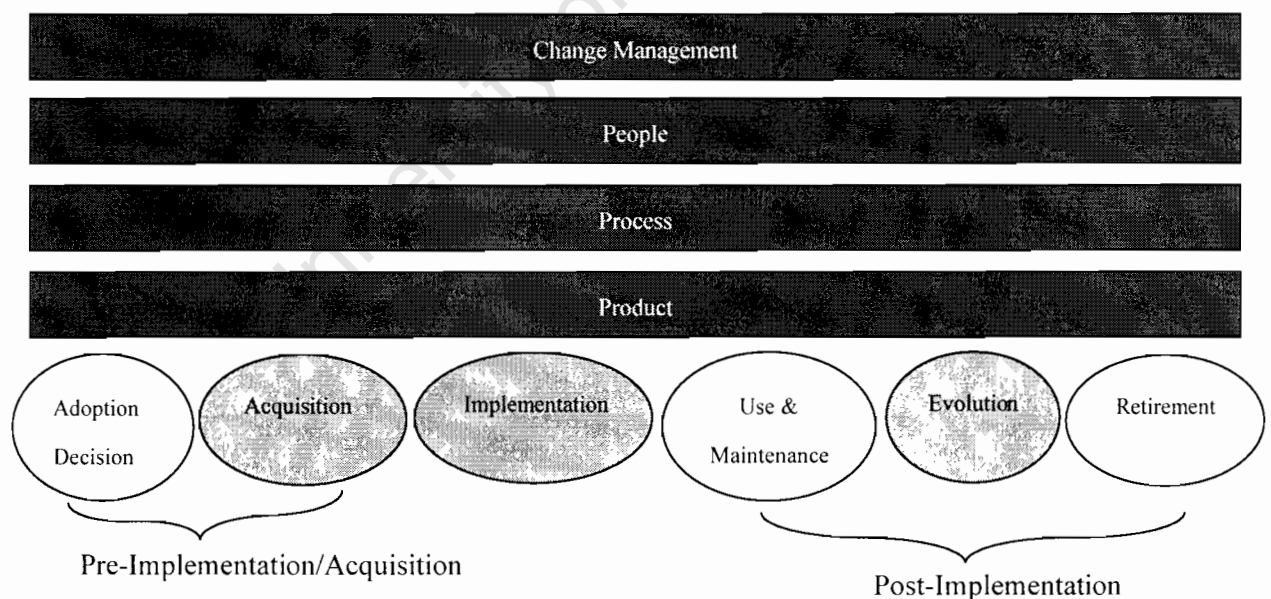 Change Management
People
Process
Product
Adoption
Decision
Acquisition
Implementation
Use &
Maintenance
Evolution
Retirement
Pre-Implementation/Acquisition
Post-Implementation